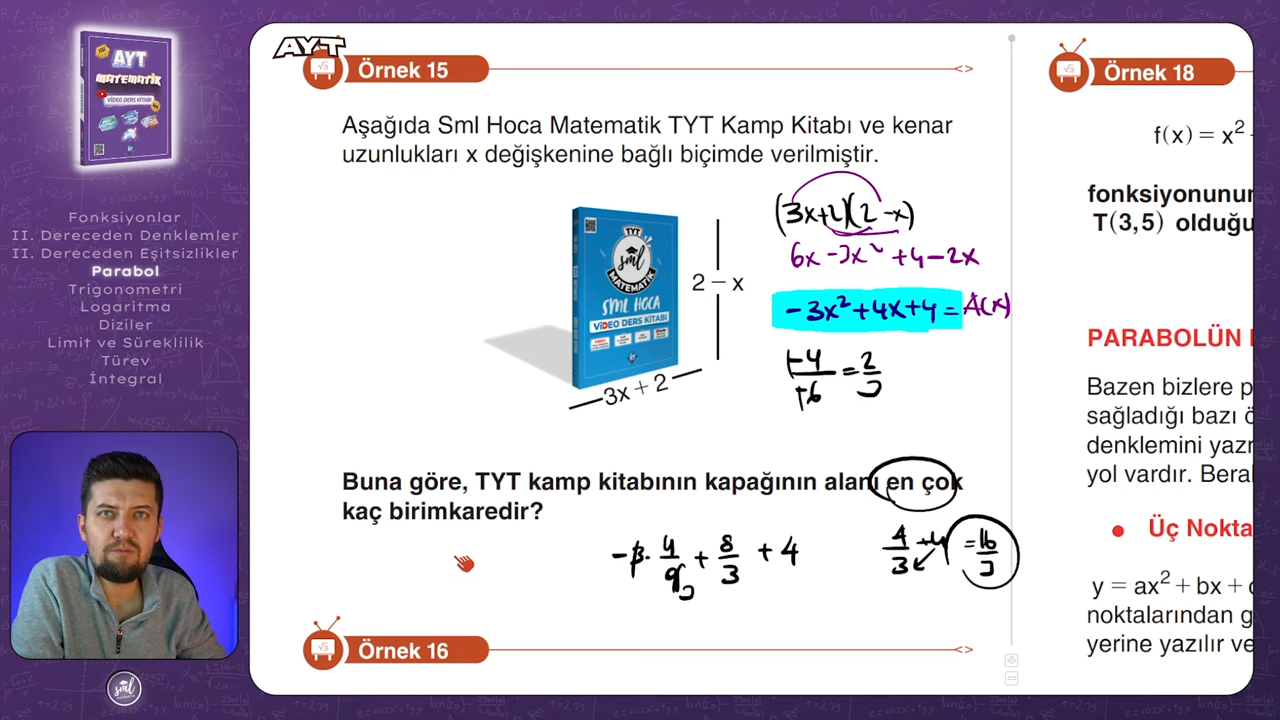 AYT
MATEMATİK
VİDEO DERS KİTABI
Fonksiyonlar
II. Dereceden Denklemler
II. Dereceden Eşitsizlikler
Parabol
Trigonometri
Logaritma
Diziler
Limit ve Süreklilik
Türev
İntegral
sml
AYT
Örnek 15
Aşağıda Sml Hoca Matematik TYT Kamp Kitabı ve kenar
uzunlukları x değişkenine bağlı biçimde verilmiştir.
TYT
sml
MATEMATİK
SML HOCA
VİDEO DERS KİTABI
2 − x
3x + 2
(3x+2)(2−x)
6x−3x²+4−2x
−3x²+4x+4=A(x)
−4/−6 = 2/3
Buna göre, TYT kamp kitabının kapağının alanı en çok
kaç birimkaredir?
−3·4/9 + 8/3 + 4
4/3 + 4 = 16/3
Örnek 16
Örnek 18
f(x) = x²
fonksiyonunun
T(3,5) olduğu
PARABOLÜN
Bazen bizlere p
sağladığı bazı ö
denklemini yazr
yol vardır. Beral
• Üç Nokta
y = ax² + bx + c
noktalarından g
yerine yazılır ve